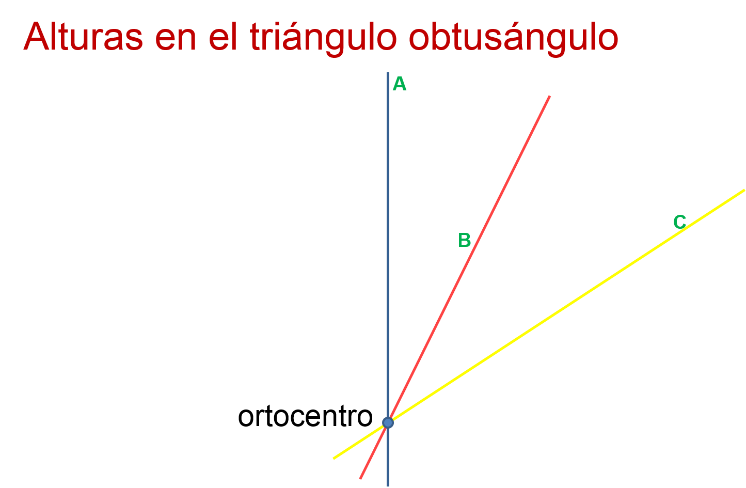 Alturas en el triángulo obtusángulo
A
C
B
ortocentro